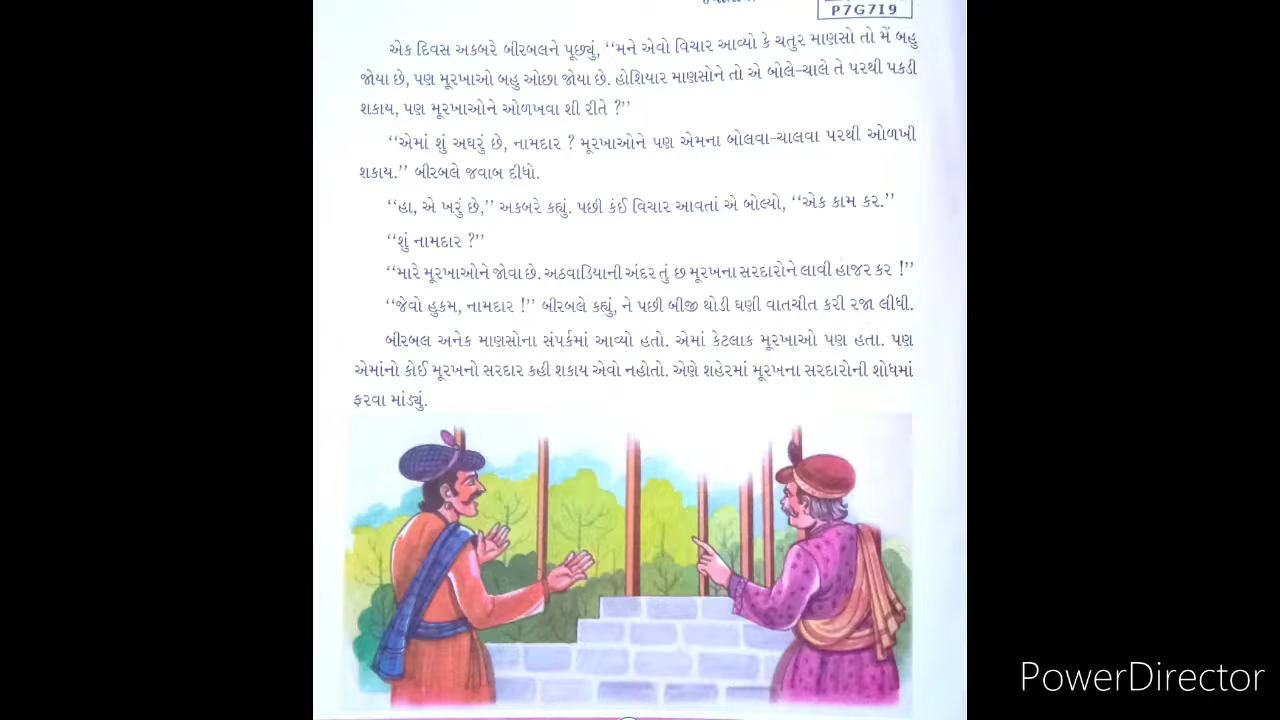 P7G7I9
એક દિવસ અકબરે બીરબલને પૂછ્યું, ‘‘મને એવો વિચાર આવ્યો કે ચતુર માણસો તો મેં બહુ
જોયા છે, પણ મૂરખાઓ બહુ ઓછા જોયા છે. હોશિયાર માણસોને તો એ બોલે-ચાલે તે પરથી પકડી
શકાય, પણ મૂરખાઓને ઓળખવા શી રીતે ?’’
‘‘એમાં શું અઘરું છે, નામદાર ? મૂરખાઓને પણ એમના બોલવા-ચાલવા પરથી ઓળખી
શકાય.’’ બીરબલે જવાબ દીધો.
‘‘હા, એ ખરું છે,’’ અકબરે કહ્યું. પછી કંઈ વિચાર આવતાં એ બોલ્યો, ‘‘એક કામ કર.’’
‘‘શું નામદાર ?’’
‘‘મારે મૂરખાઓને જોવા છે. અઠવાડિયાની અંદર તું છ મૂરખના સરદારોને લાવી હાજર કર !’’
‘‘જેવો હુકમ, નામદાર !’’ બીરબલે કહ્યું, ને પછી બીજી થોડી ઘણી વાતચીત કરી રજા લીધી.
બીરબલ અનેક માણસોના સંપર્કમાં આવ્યો હતો. એમાં કેટલાક મૂરખાઓ પણ હતા. પણ
એમાંનો કોઈ મૂરખનો સરદાર કહી શકાય એવો નહોતો. એણે શહેરમાં મૂરખના સરદારોની શોધમાં
ફરવા માંડ્યું.
PowerDirector